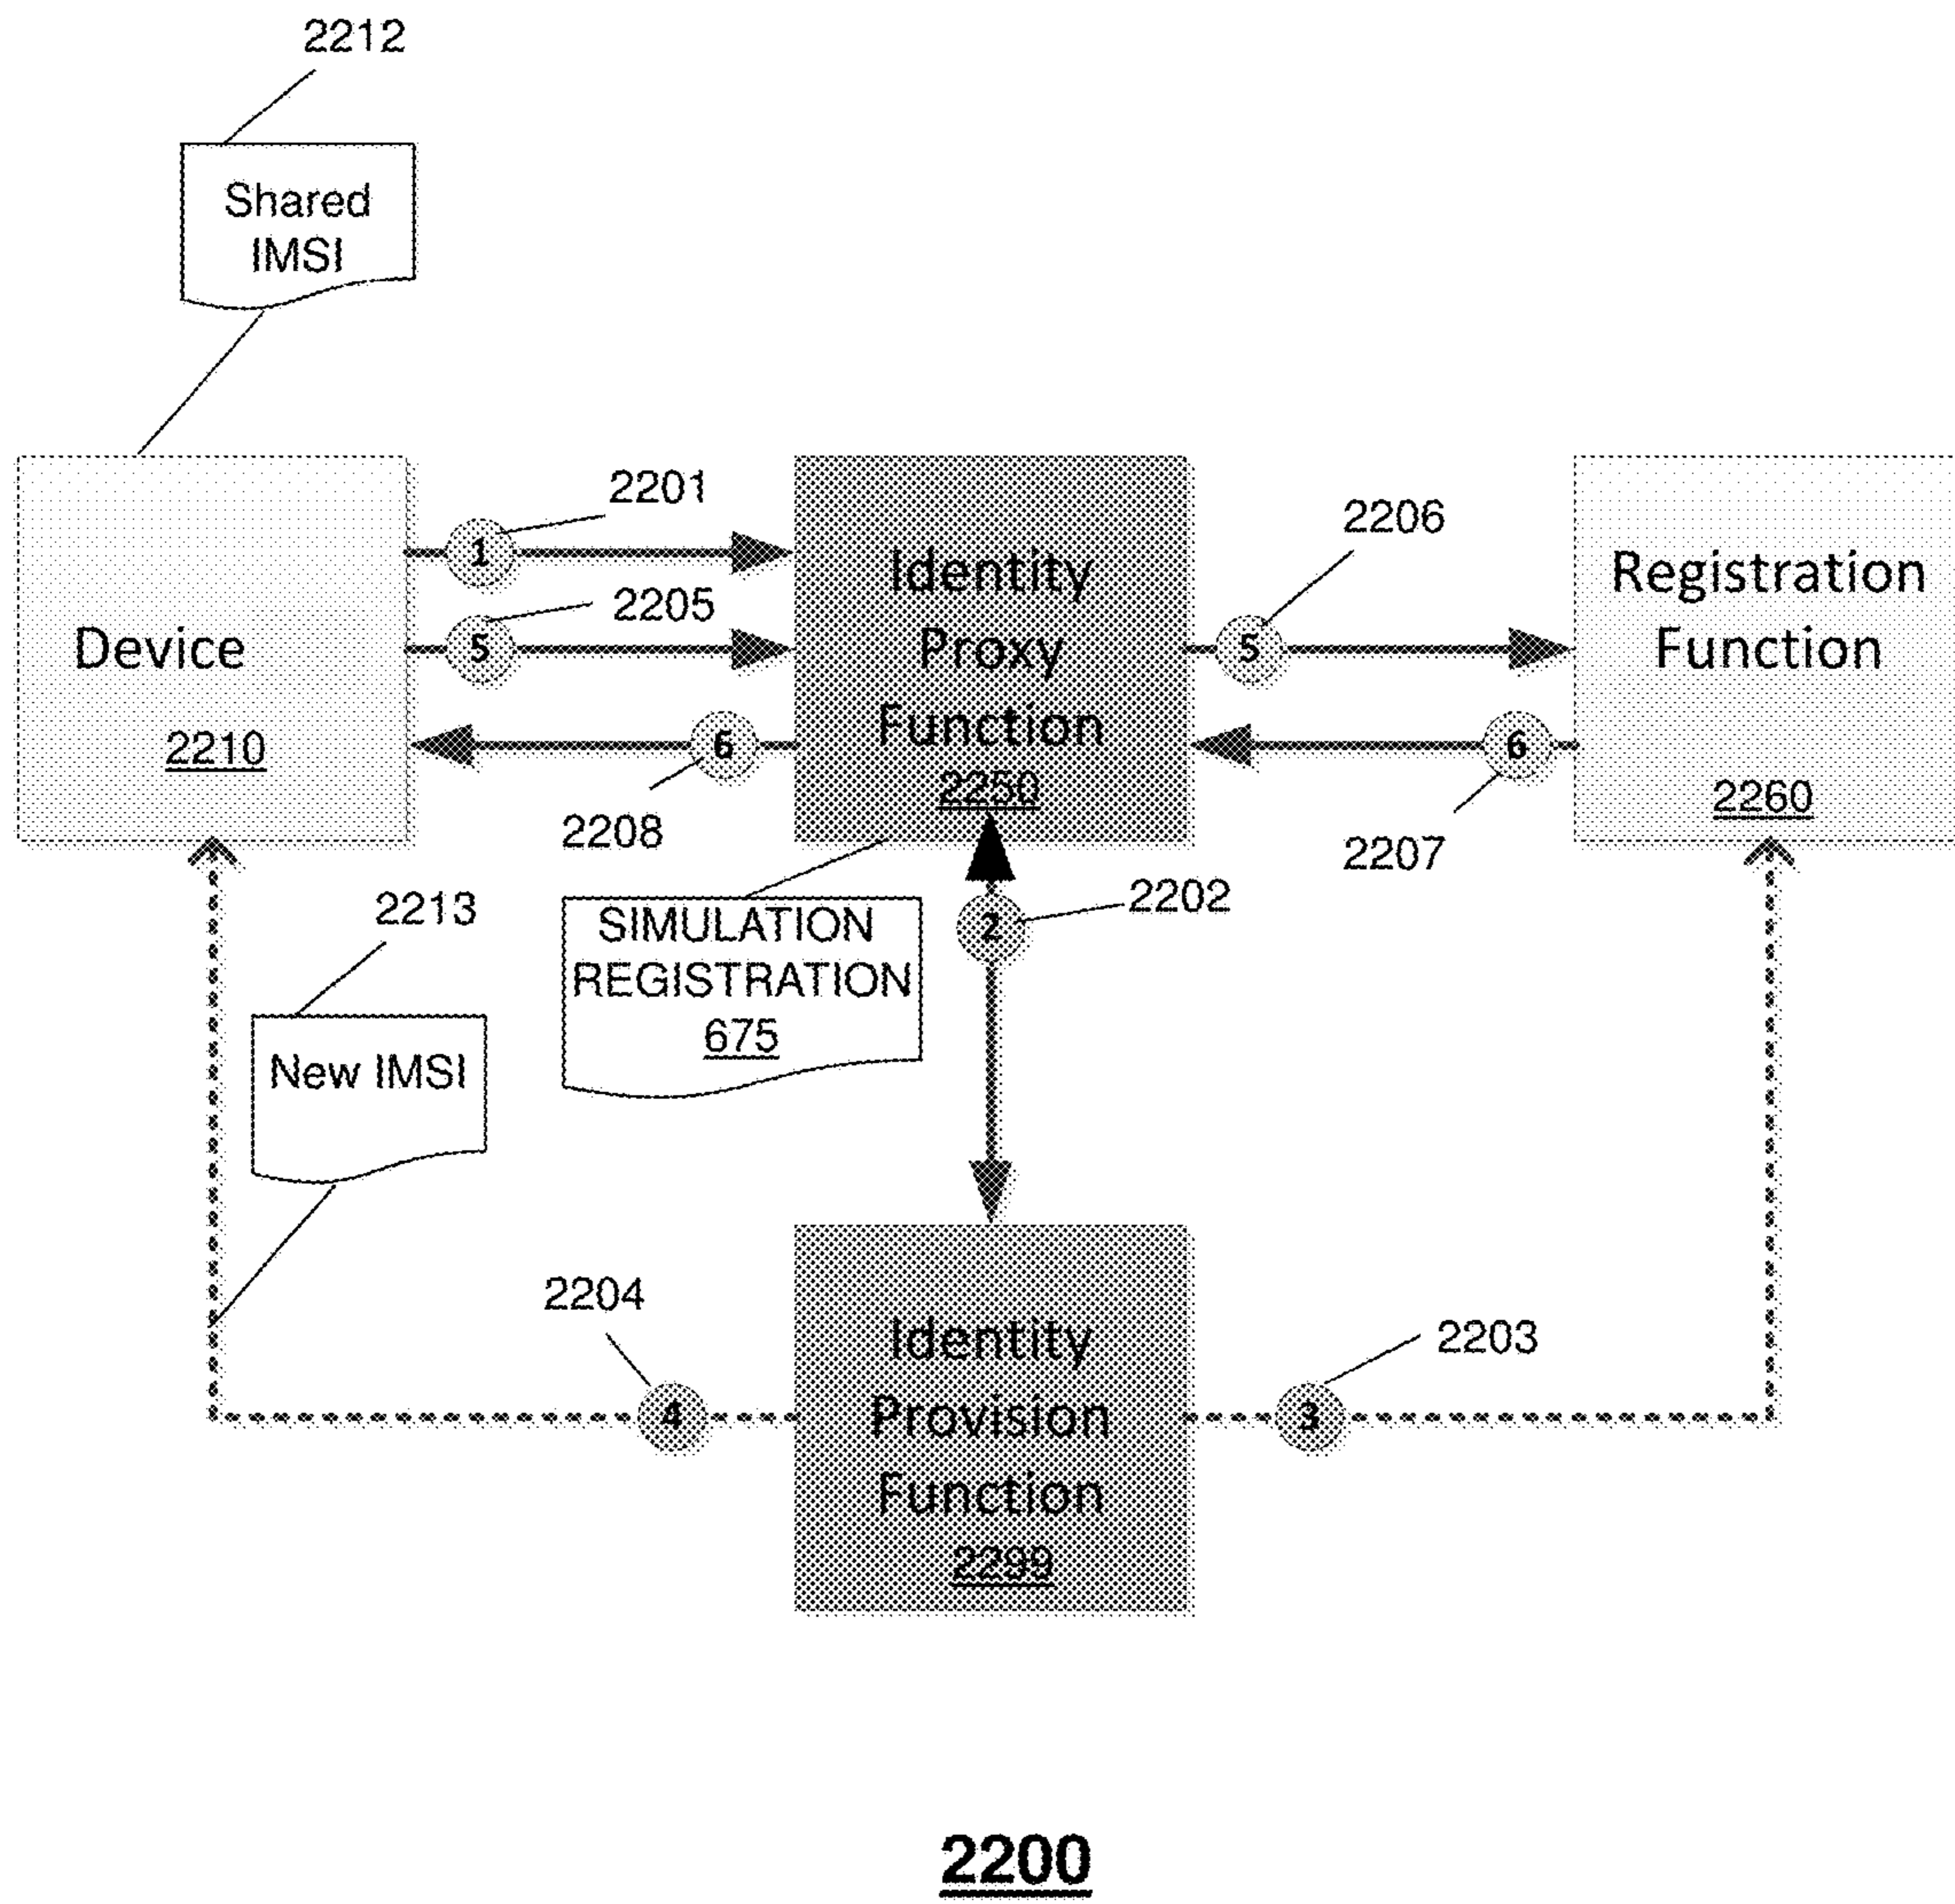 2212
Shared
IMSI
2201
1
2205
5
Device
2210
6
2208
Identity
Proxy
Function
2250
2206
5
6
2207
Registration
Function
2260
2213
New IMSI
SIMULATION
REGISTRATION
675
2
2202
2204
4
Identity
Provision
Function
2299
2203
3
2200